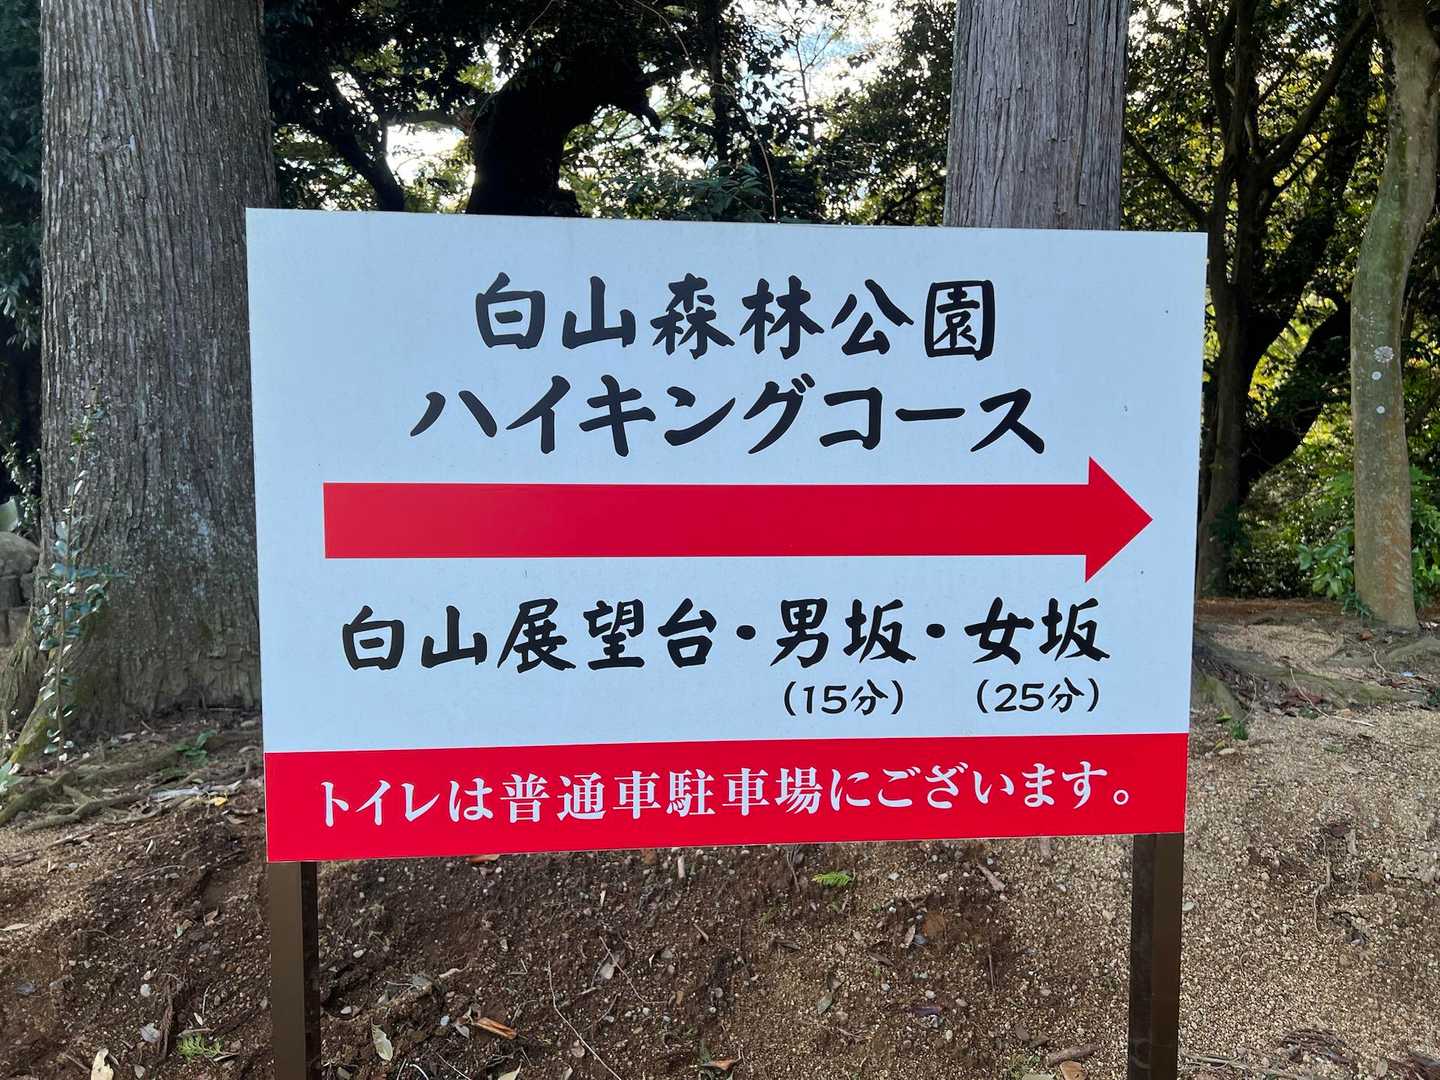 白山森林公園
ハイキングコース
白山展望台・男坂・女坂
(15分) (25分)
トイレは普通車駐車場にございます。